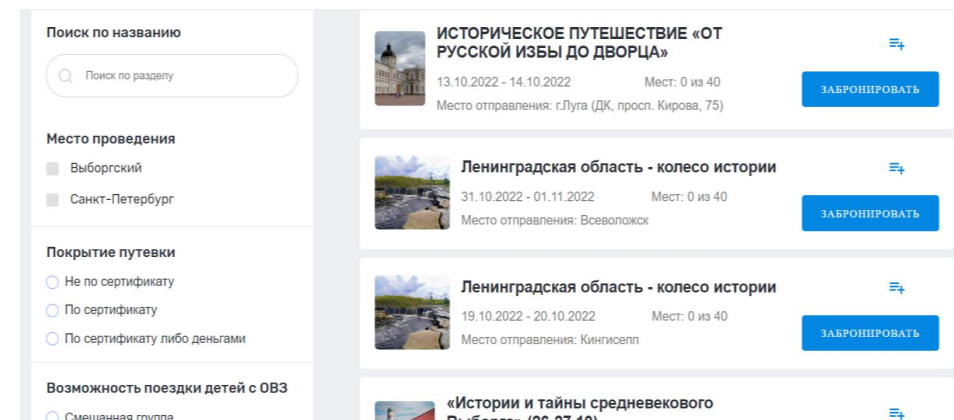 Поиск по названию
Поиск по разделу
Место проведения
Выборгский
Санкт-Петербург
Покрытие путевки
Не по сертификату
По сертификату
По сертификату либо деньгами
Возможность поездки детей с ОВЗ
Смешанная группа
ИСТОРИЧЕСКОЕ ПУТЕШЕСТВИЕ «ОТ
РУССКОЙ ИЗБЫ ДО ДВОРЦА»
13.10.2022 - 14.10.2022 Мест: 0 из 40
Место отправления: г.Луга (ДК, просп. Кирова, 75)
ЗАБРОНИРОВАТЬ
Ленинградская область - колесо истории
31.10.2022 - 01.11.2022 Мест: 0 из 40
Место отправления: Всеволожск
ЗАБРОНИРОВАТЬ
Ленинградская область - колесо истории
19.10.2022 - 20.10.2022 Мест: 0 из 40
Место отправления: Кингисепп
ЗАБРОНИРОВАТЬ
«Истории и тайны средневекового
Выборга» (26-27.10)